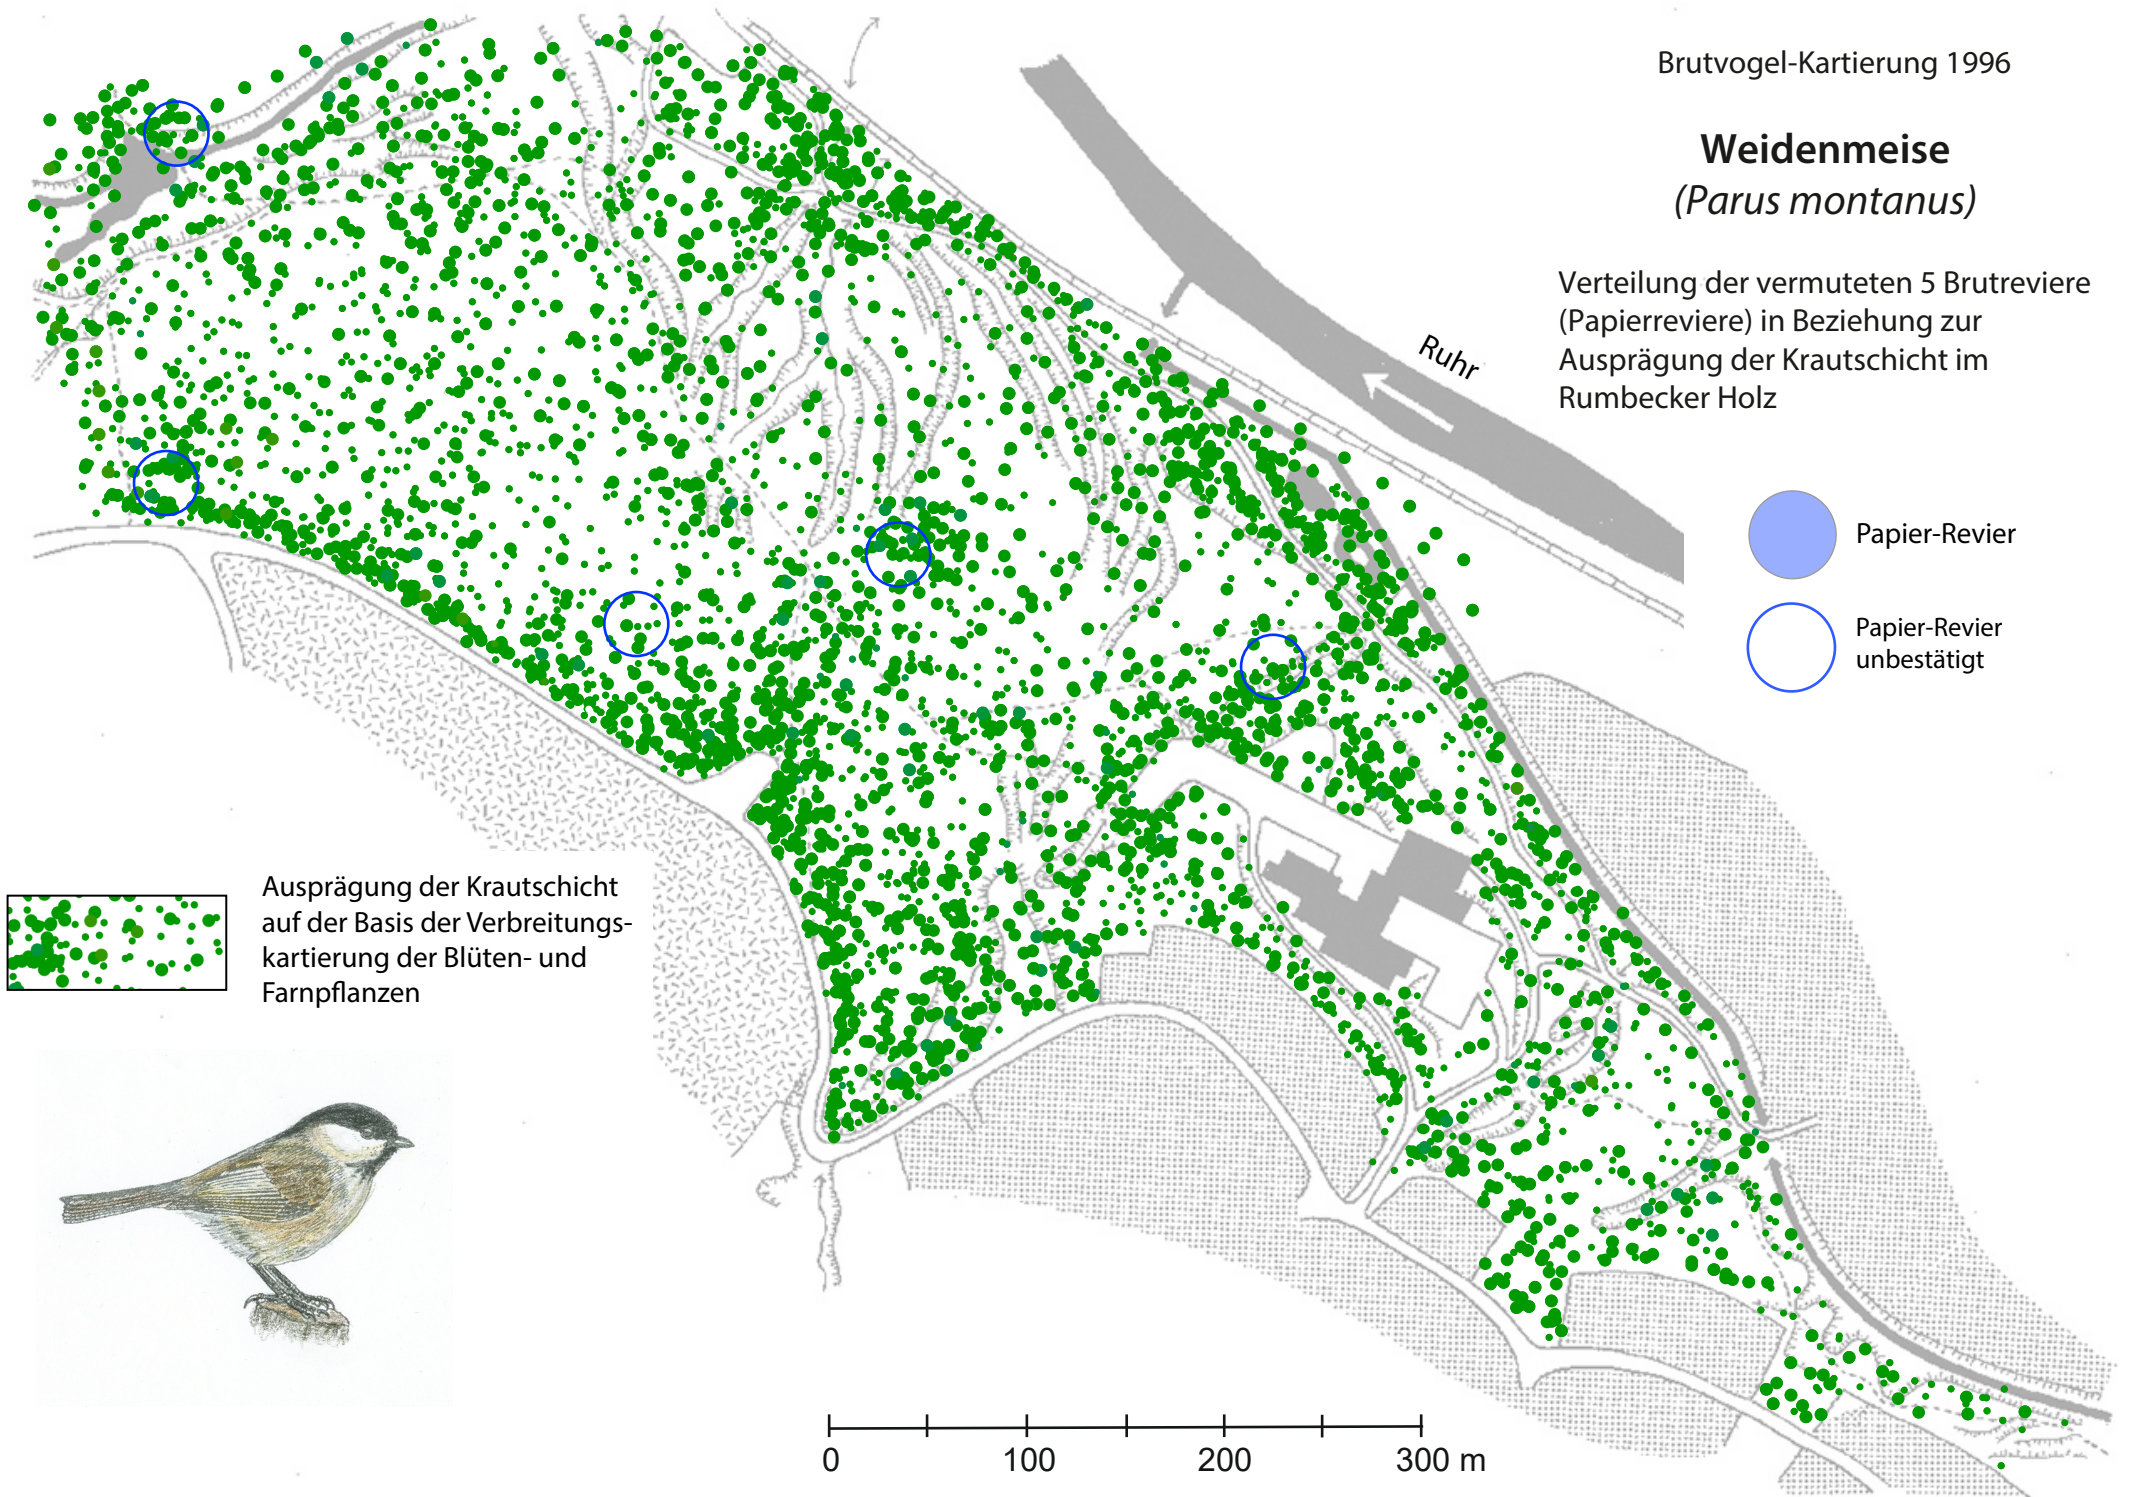 Brutvogel-Kartierung 1996
Weidenmeise
(Parus montanus)
Verteilung der vermuteten 5 Brutreviere
(Papierreviere) in Beziehung zur
Ausprägung der Krautschicht im
Rumbecker Holz
Ruhr
Papier-Revier
Papier-Revier
unbestätigt
Ausprägung der Krautschicht
auf der Basis der Verbreitungs-
kartierung der Blüten- und
Farnpflanzen
0 100 200 300 m